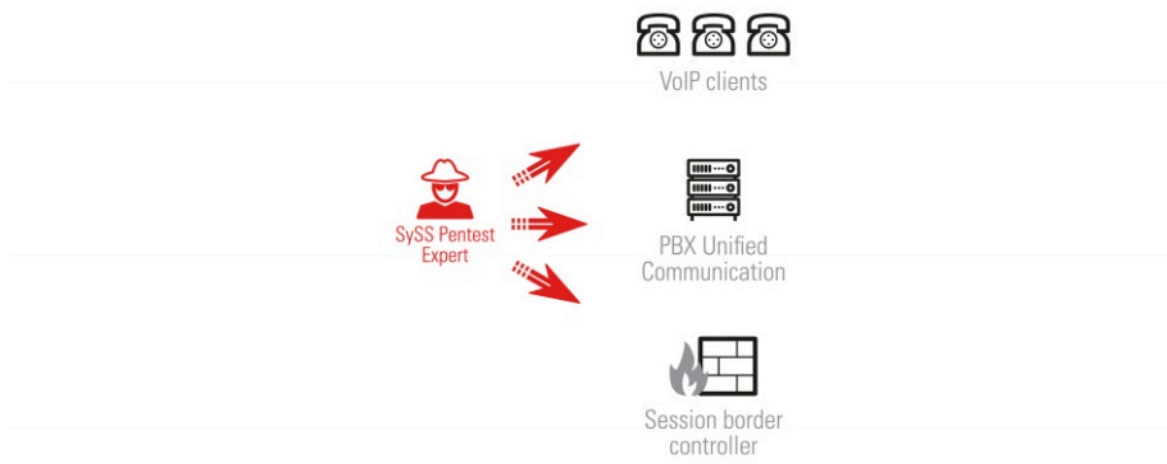 VoIP clients
SySS Pentest
Expert
PBX Unified
Communication
Session border
controller